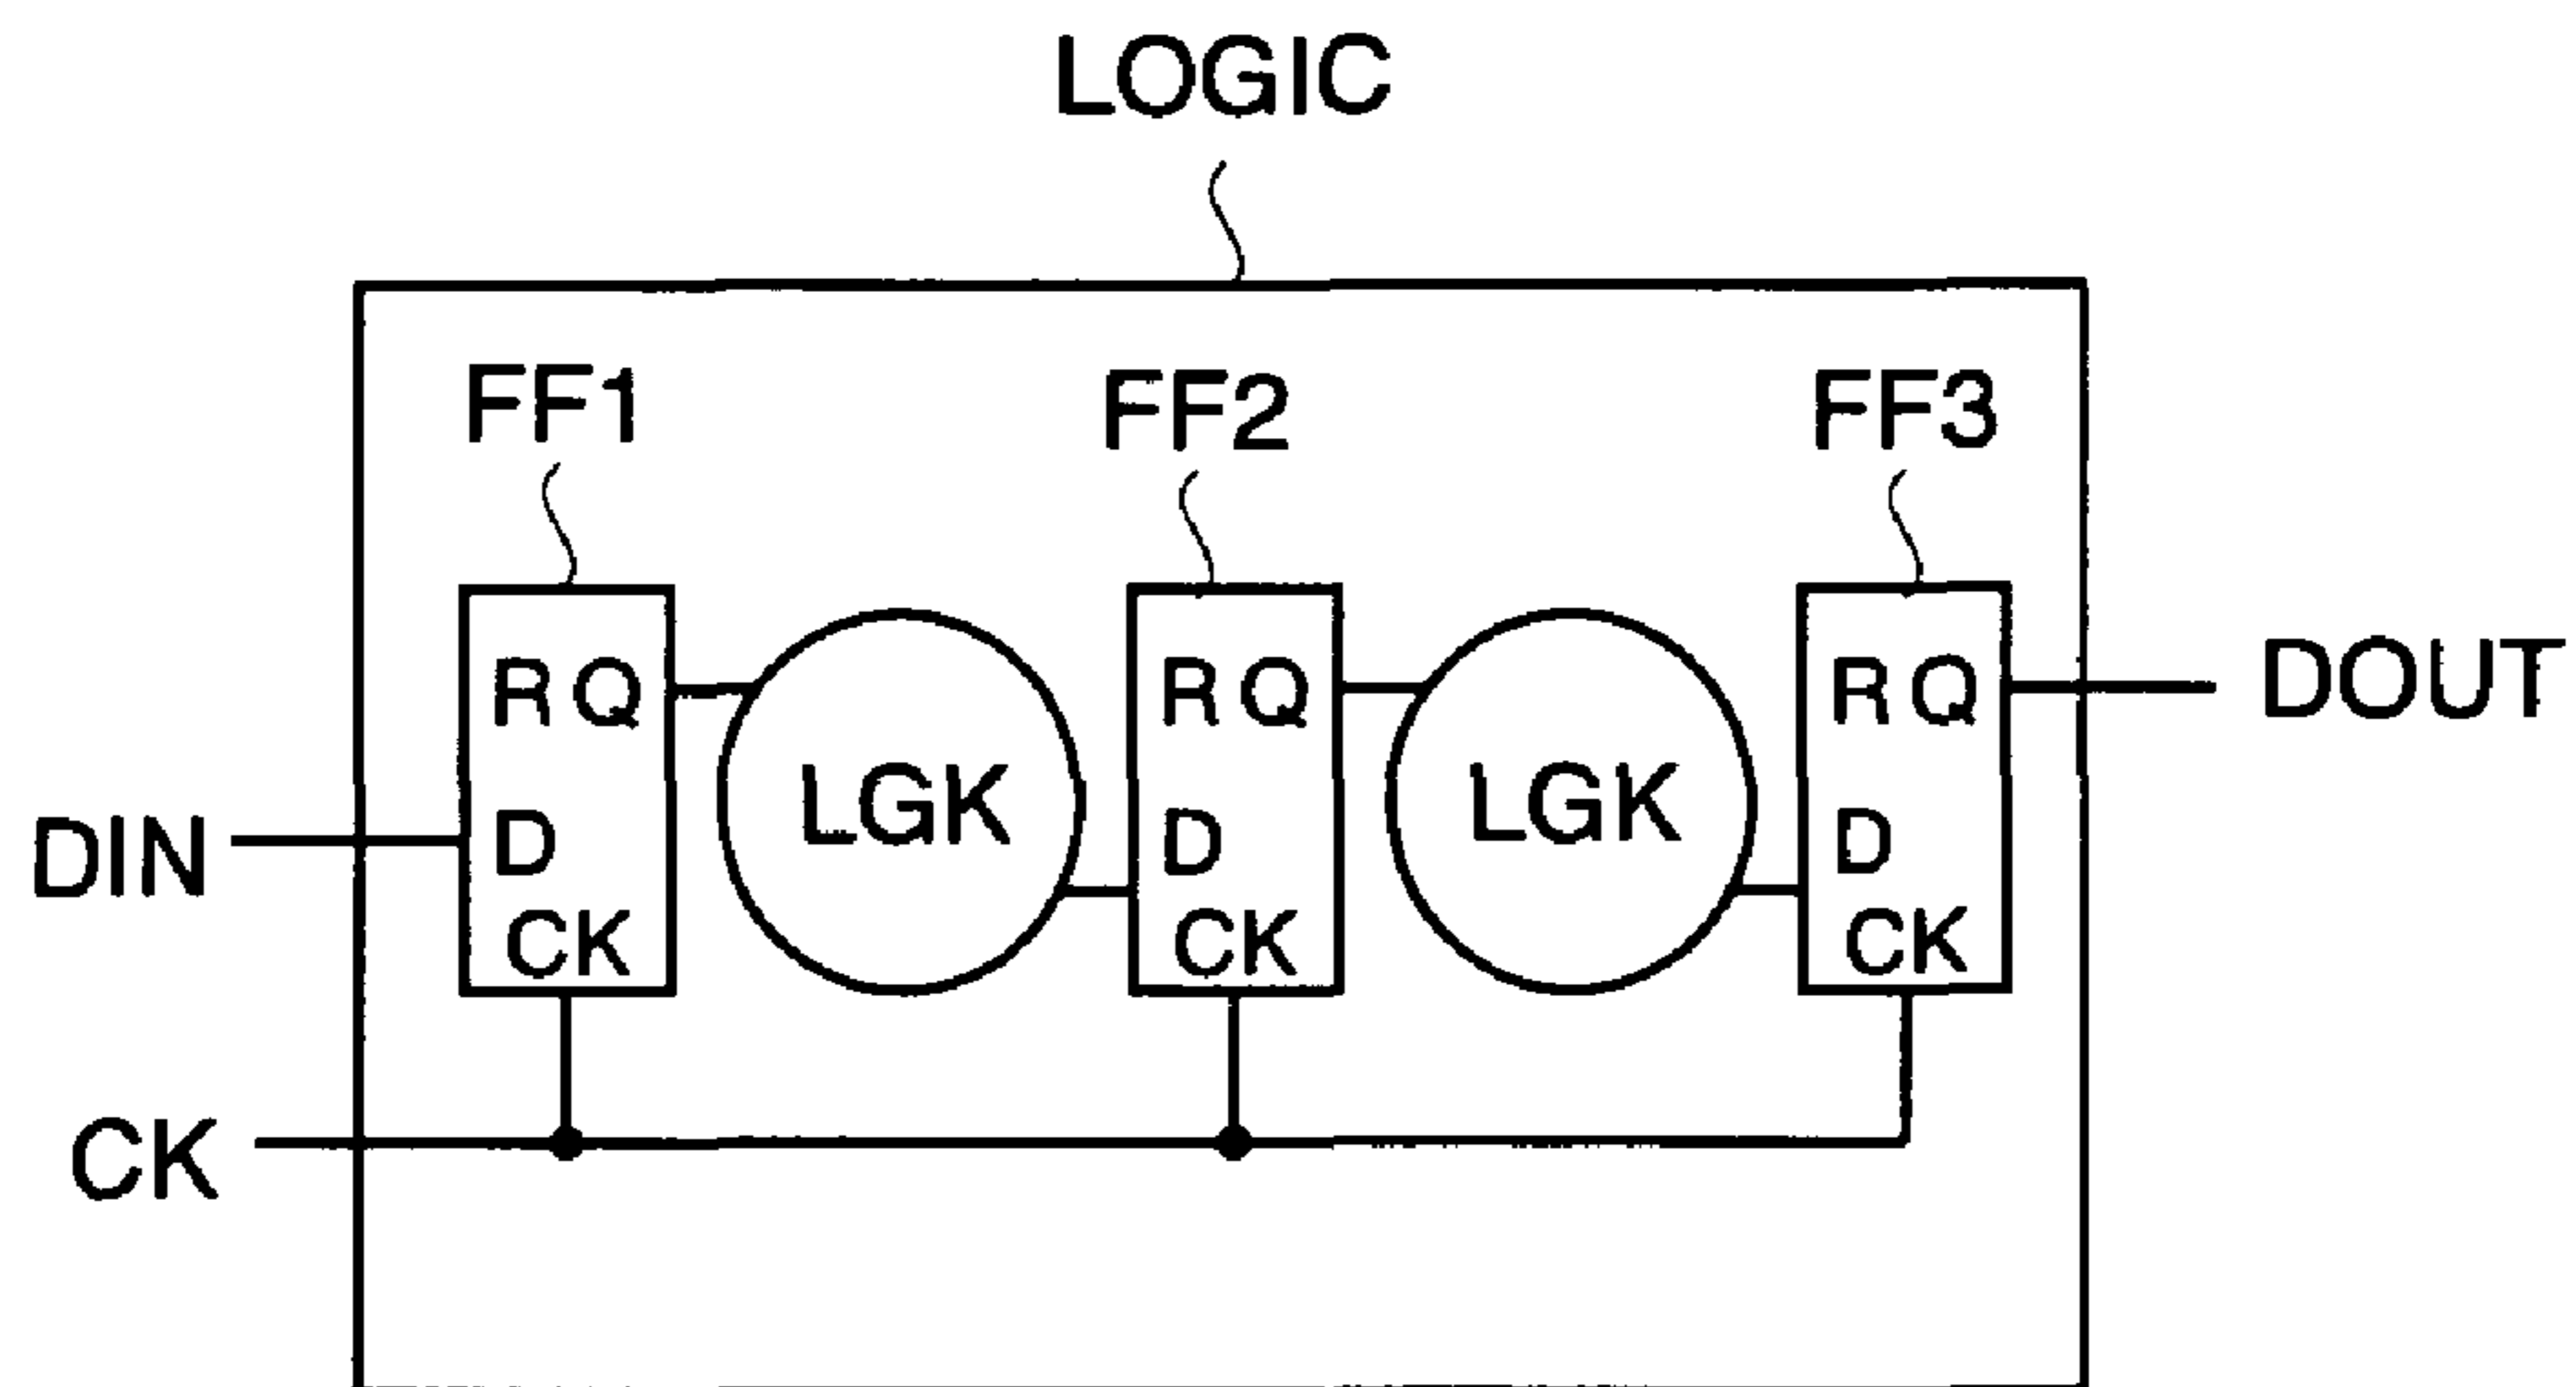 LOGIC
FF1 FF2 FF3
R Q R Q R Q DOUT
LGK LGK
DIN D D D
CK CK CK
CK